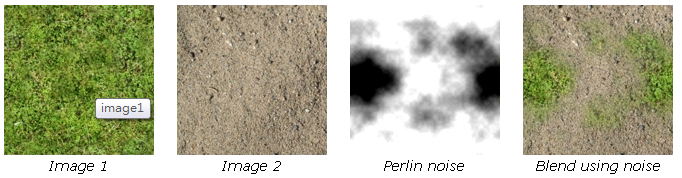 image1
Image 1
Image 2
Perlin noise
Blend using noise